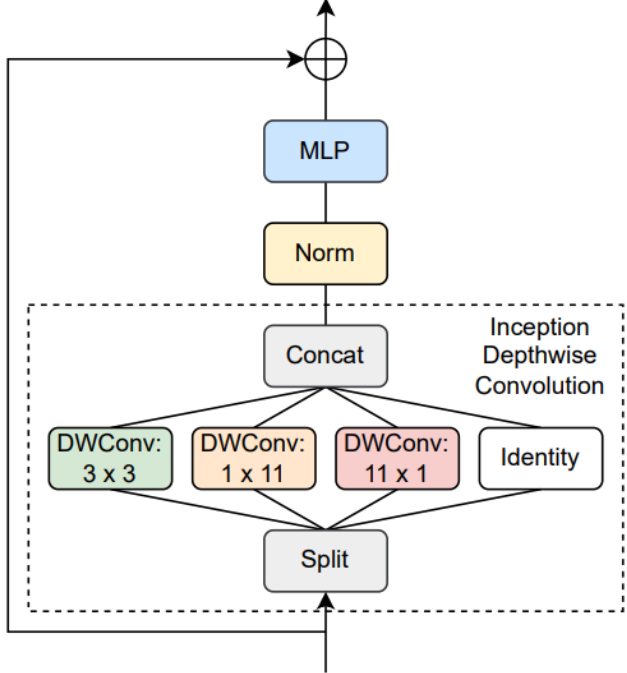 MLP
Norm
Inception
Depthwise
Convolution
Concat
DWConv:
3 x 3
DWConv:
1 x 11
DWConv:
11 x 1
Identity
Split